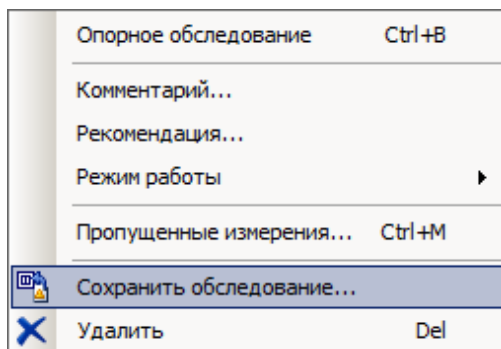 Опорное обследование Ctrl+B
Комментарий...
Рекомендация...
Режим работы
Пропущенные измерения... Ctrl+M
Сохранить обследование...
Удалить Del